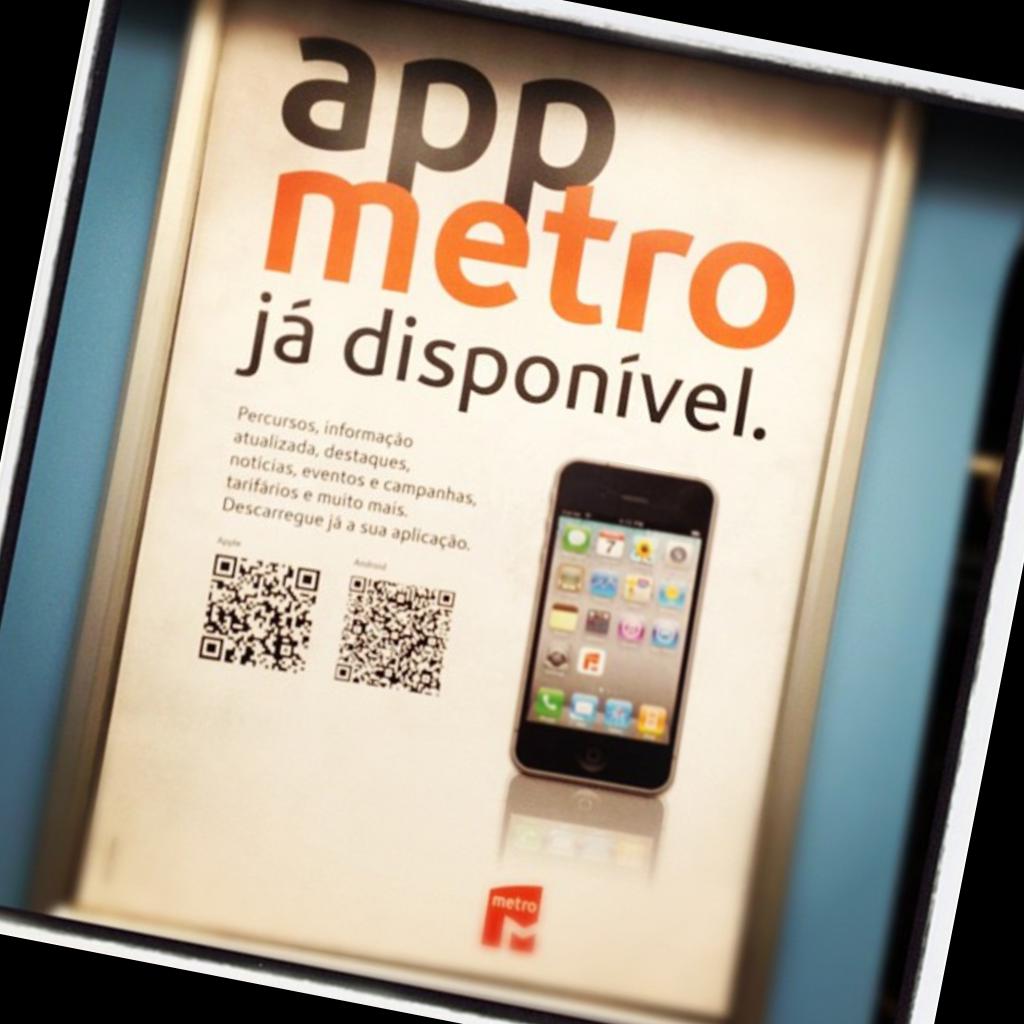 app
metro
já disponível.
Percursos, informação
atualizada, destaques,
notícias, eventos e campanhas,
tarifários e muito mais.
Descarregue já a sua aplicação.
Apple
Android
7
metro